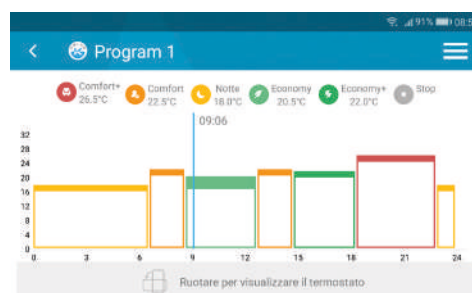 91% 08:5
Program 1
Comfort+ Comfort Notte Economy Economy+ Stop
26.5°C 22.5°C 18.0°C 20.5°C 22.0°C
09:06
32
28
24
20
16
12
8
4
0
0 3 6 9 12 15 18 21 24
Ruotare per visualizzare il termostato